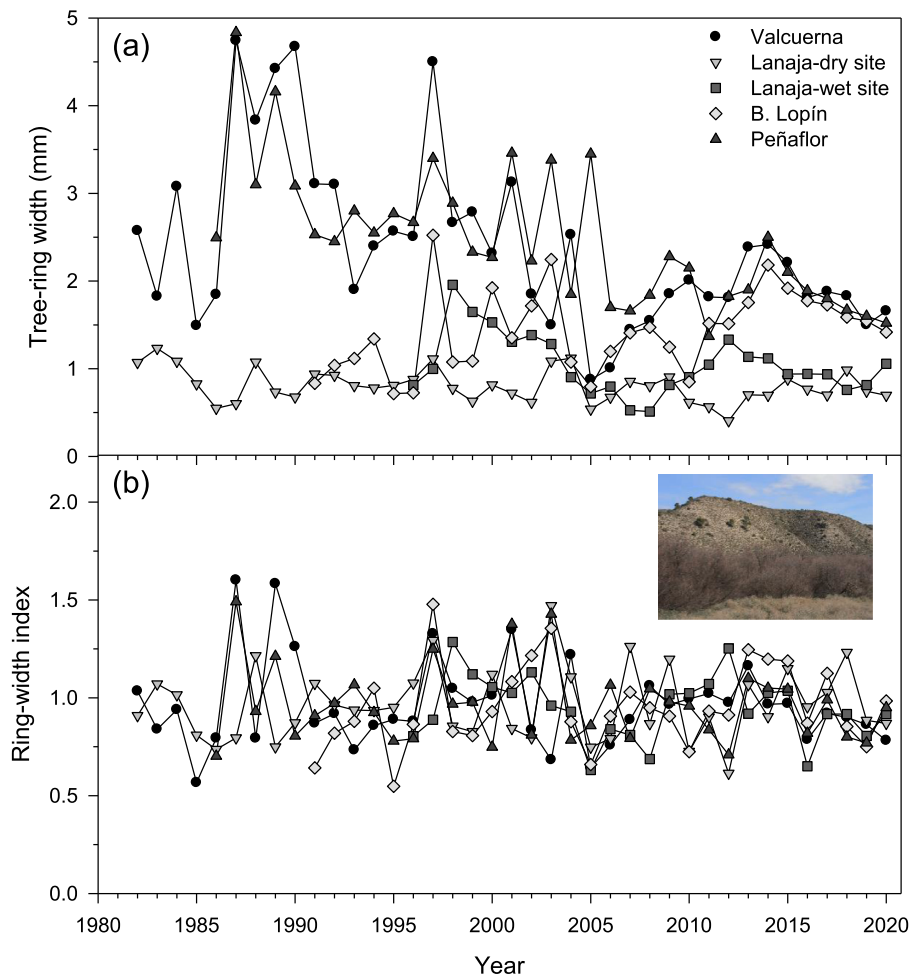 (a)
Valcuerna
Lanaja-dry site
Lanaja-wet site
B. Lopín
Peñaflor
Tree-ring width (mm)
5
4
3
2
1
0
(b)
Ring-width index
2.0
1.5
1.0
0.5
0.0
1980 1985 1990 1995 2000 2005 2010 2015 2020
Year